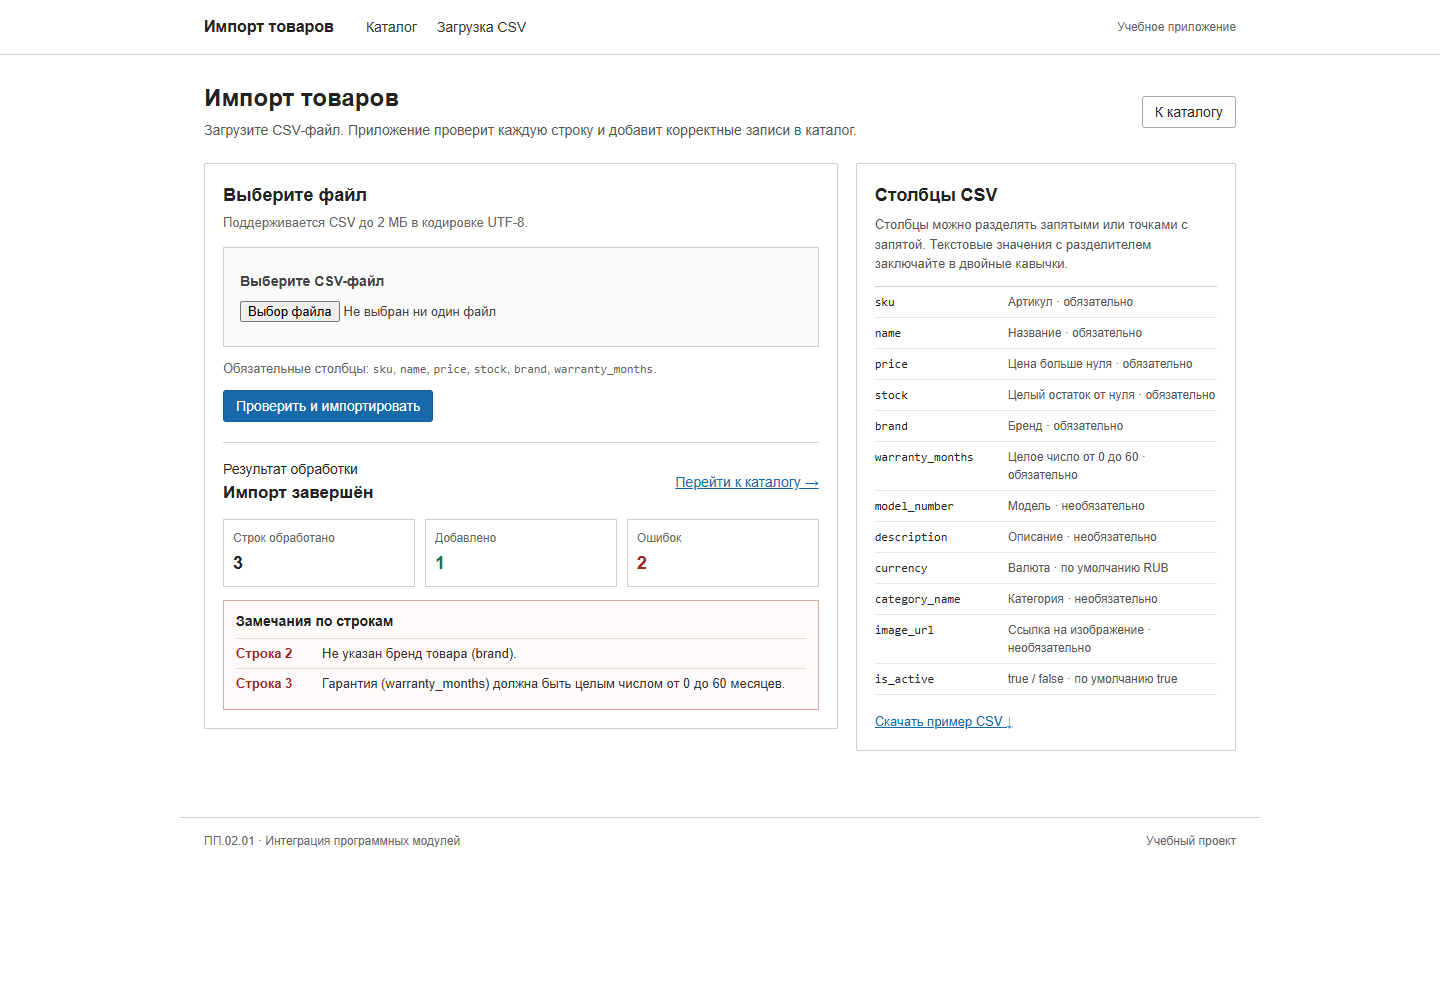 Импорт товаров
Каталог
Загрузка CSV
Учебное приложение
Импорт товаров
Загрузите CSV-файл. Приложение проверит каждую строку и добавит корректные записи в каталог.
К каталогу
Выберите файл
Поддерживается CSV до 2 МБ в кодировке UTF-8.
Выберите CSV-файл
Выбор файла Не выбран ни один файл
Обязательные столбцы: sku, name, price, stock, brand, warranty_months.
Проверить и импортировать
Результат обработки
Импорт завершён
Перейти к каталогу →
Строк обработано
3
Добавлено
1
Ошибок
2
Замечания по строкам
Строка 2 Не указан бренд товара (brand).
Строка 3 Гарантия (warranty_months) должна быть целым числом от 0 до 60 месяцев.
Столбцы CSV
Столбцы можно разделять запятыми или точками с
запятой. Текстовые значения с разделителем
заключайте в двойные кавычки.
sku Артикул · обязательно
name Название · обязательно
price Цена больше нуля · обязательно
stock Целый остаток от нуля · обязательно
brand Бренд · обязательно
warranty_months Целое число от 0 до 60 ·
обязательно
model_number Модель · необязательно
description Описание · необязательно
currency Валюта · по умолчанию RUB
category_name Категория · необязательно
image_url Ссылка на изображение ·
необязательно
is_active true / false · по умолчанию true
Скачать пример CSV ↓
ПП.02.01 · Интеграция программных модулей
Учебный проект